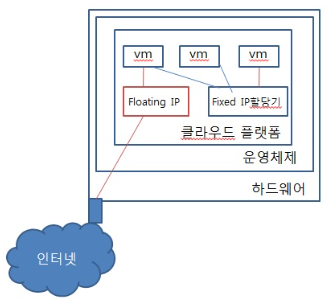 vm
vm
vm
Floating IP
Fixed IP할당기
클라우드 플랫폼
운영체제
하드웨어
인터넷